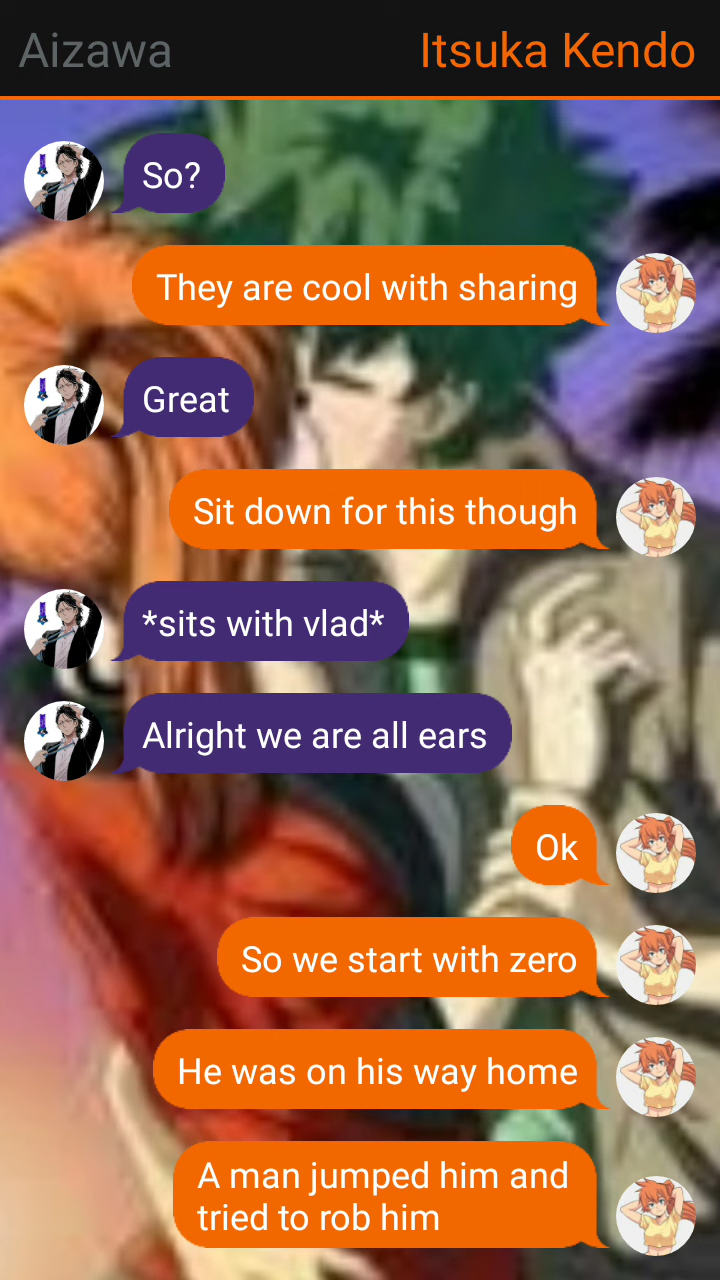 Aizawa
Itsuka Kendo
So?
They are cool with sharing
Great
Sit down for this though
*sits with vlad*
Alright we are all ears
Ok
So we start with zero
He was on his way home
A man jumped him and
tried to rob him